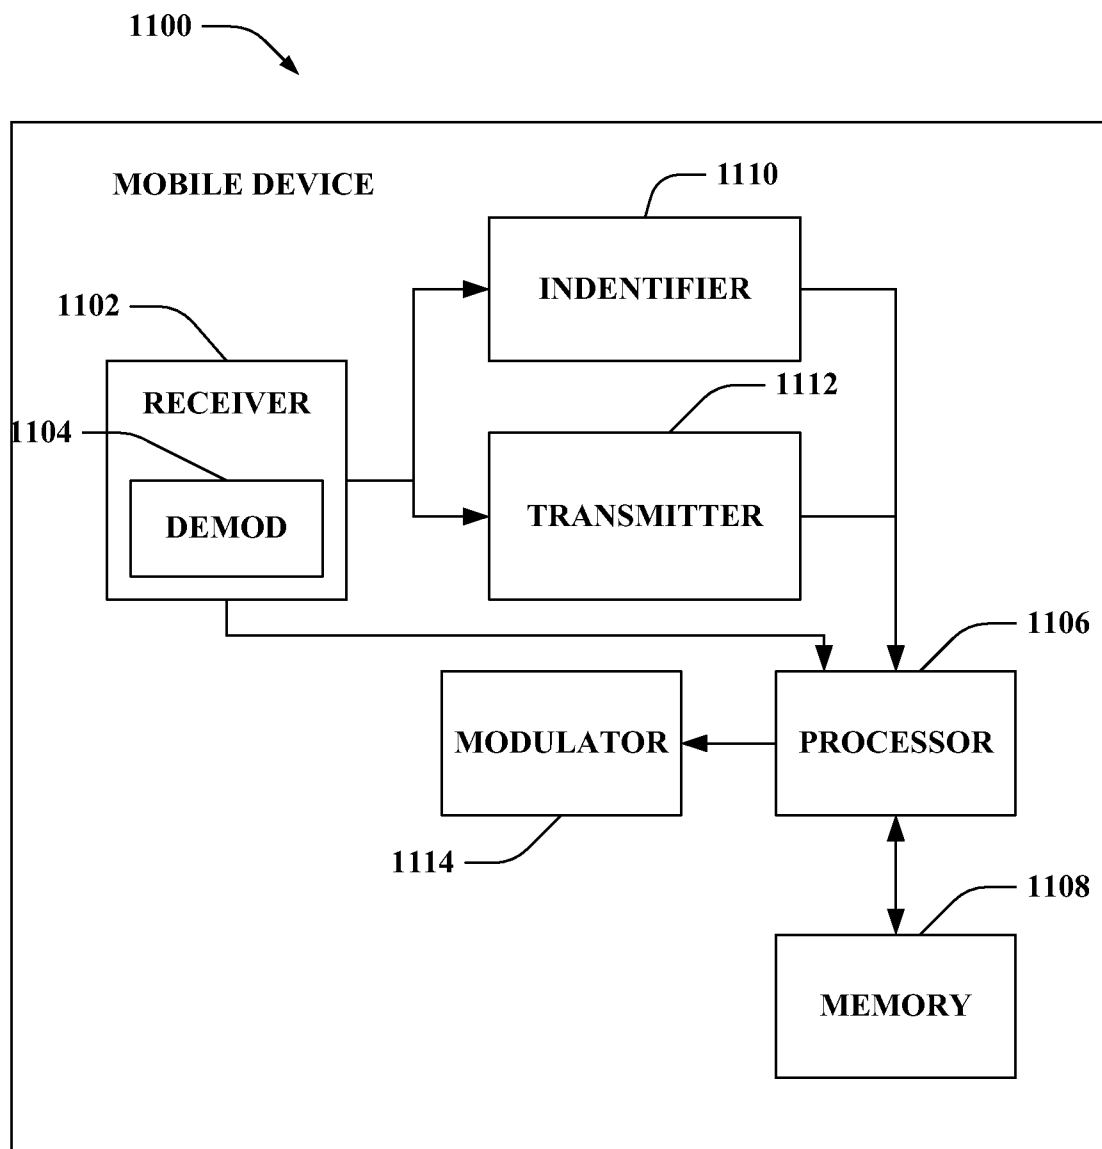 1100
MOBILE DEVICE
1110
INDENTIFIER
1102
RECEIVER
1112
1104
DEMOD
TRANSMITTER
1106
MODULATOR
PROCESSOR
1114
1108
MEMORY